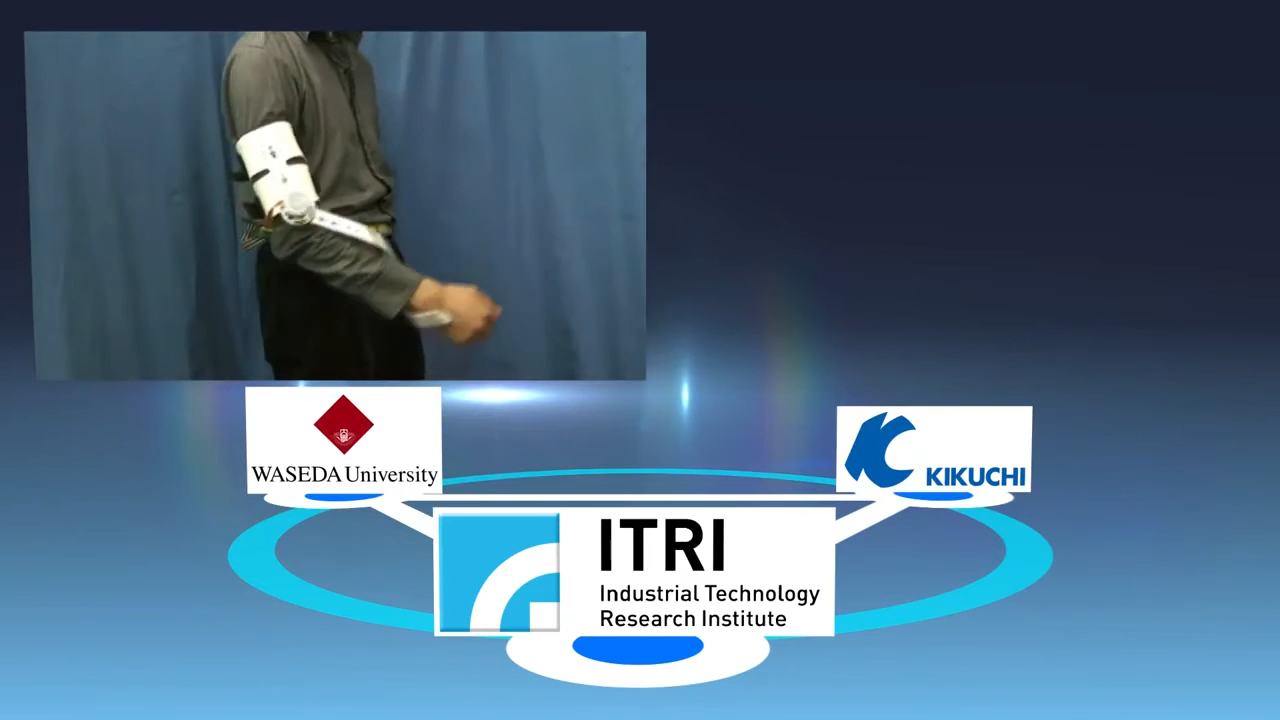 WASEDA University
KIKUCHI
ITRI
Industrial Technology
Research Institute